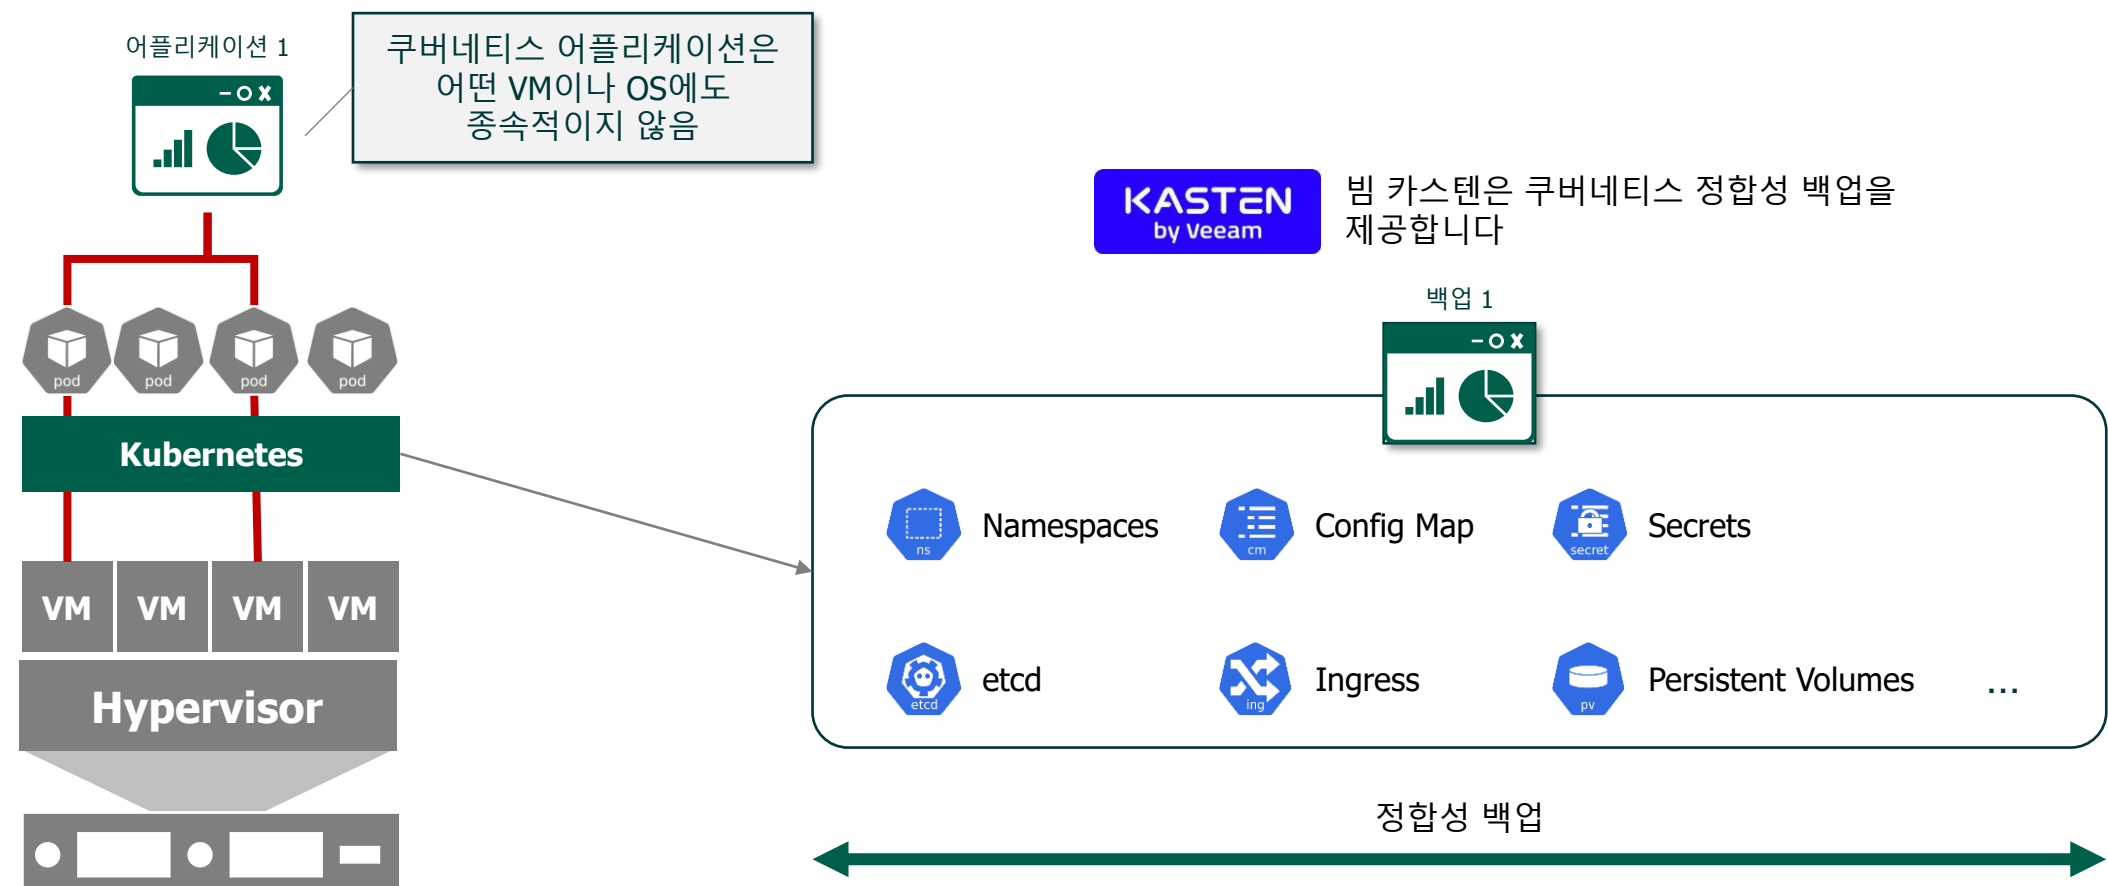 어플리케이션 1
쿠버네티스 어플리케이션은
어떤 VM이나 OS에도
종속적이지 않음
KASTEN
by Veeam
빔 카스텐은 쿠버네티스 정합성 백업을
제공합니다
백업 1
pod pod pod pod
Kubernetes
VM VM VM VM
Hypervisor
ns Namespaces
cm Config Map
secret Secrets
etcd etcd
ing Ingress
pv Persistent Volumes
...
정합성 백업